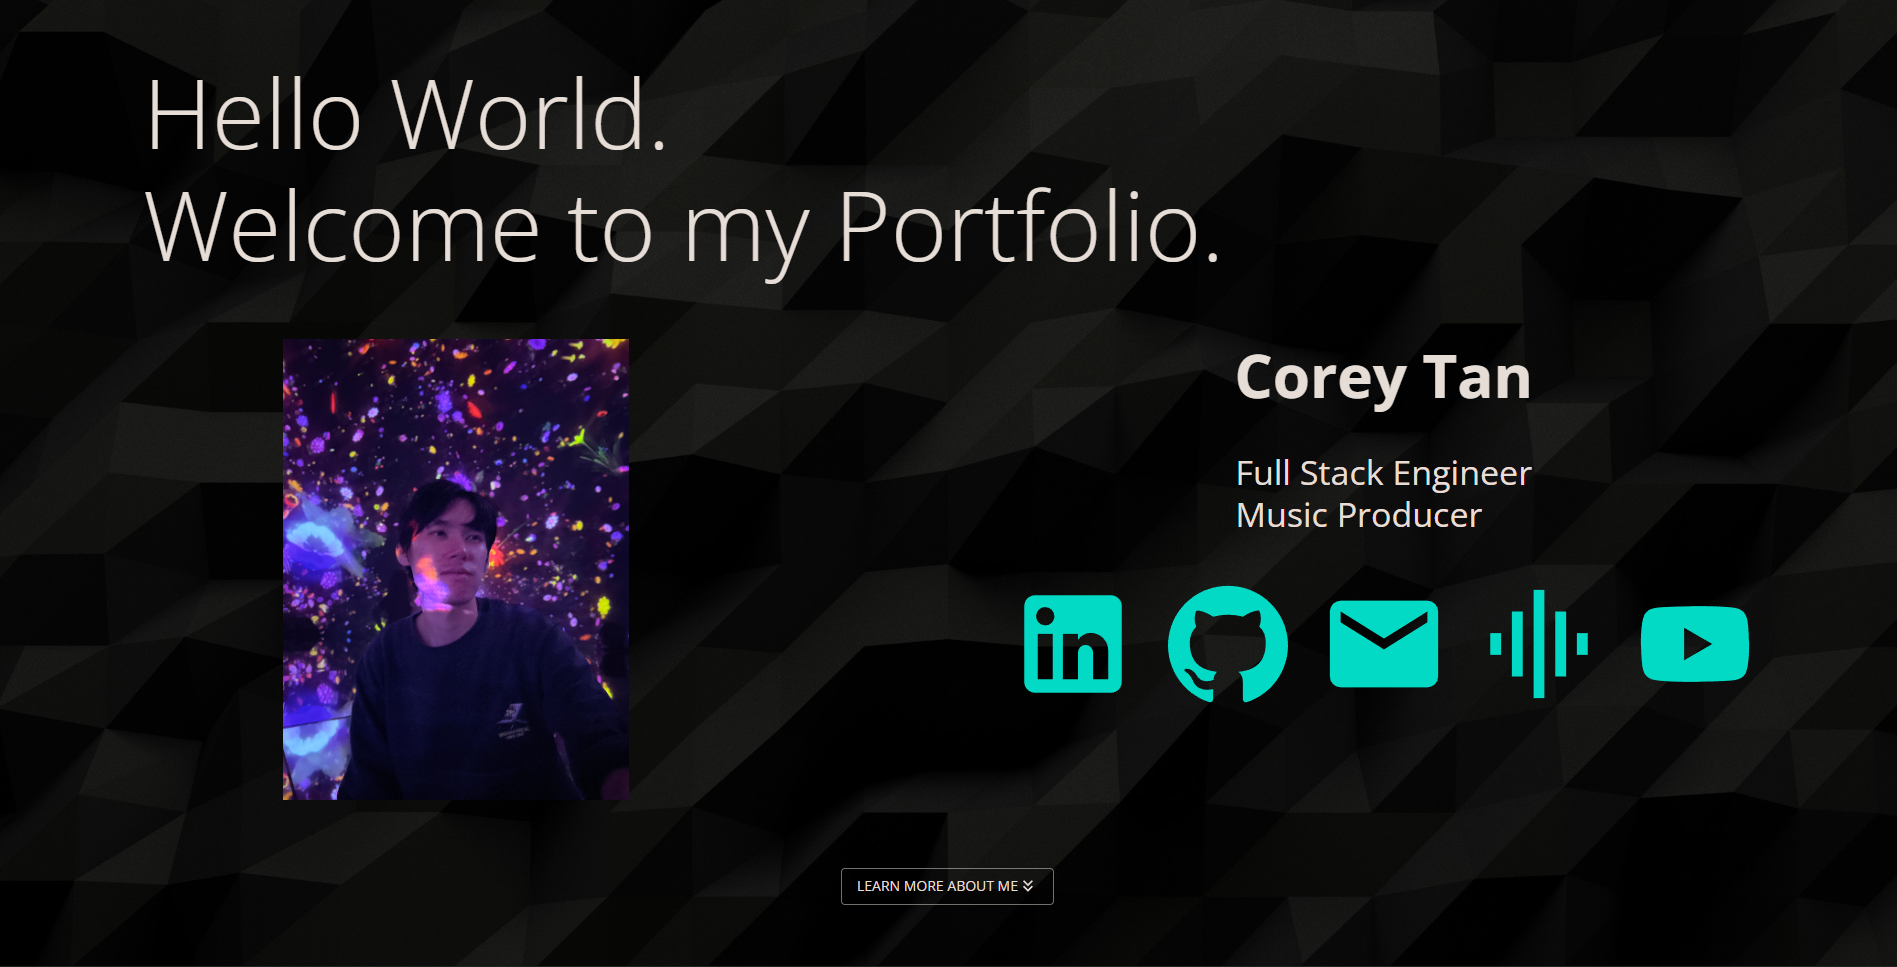 Hello World.
Welcome to my Portfolio.
Corey Tan
Full Stack Engineer
Music Producer
in
LEARN MORE ABOUT ME